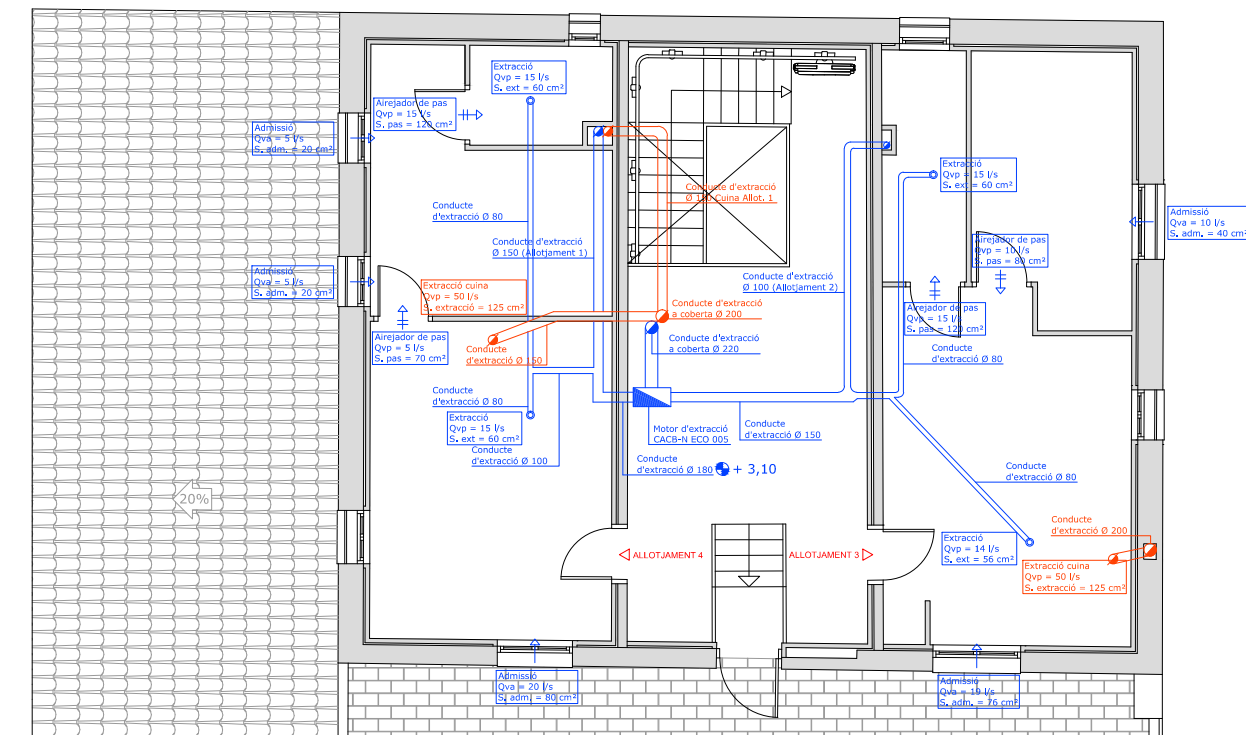 Extracció
Qvp = 15 l/s
S. ext = 60 cm²
Airejador de pas
Qvp = 15 l/s
S. pas = 120 cm²
Admissió
Qva = 5 l/s
S. adm. = 20 cm²
Conducte
d'extracció Ø 80
Conducte d'extracció
Ø 150 (Allotjament 1)
Conducte d'extracció
Cuina Allot. 1
Extracció
Qvp = 15 l/s
S. ext = 60 cm²
Admissió
Qva = 10 l/s
S. adm. = 40 cm²
Airejador de pas
Qvp = 10 l/s
S. pas = 80 cm²
Admissió
Qva = 5 l/s
S. adm. = 20 cm²
Extracció cuina
Qvp = 50 l/s
S. extracció = 125 cm²
Conducte d'extracció
Ø 100 (Allotjament 2)
Conducte d'extracció
a coberta Ø 200
Airejador de pas
Qvp = 15 l/s
S. pas = 120 cm²
Airejador de pas
Qvp = 5 l/s
S. pas = 70 cm²
Conducte
d'extracció Ø 150
Conducte d'extracció
a coberta Ø 220
Conducte
d'extracció Ø 80
Conducte
d'extracció Ø 80
Extracció
Qvp = 15 l/s
S. ext = 60 cm²
Conducte
d'extracció Ø 100
Motor d'extracció
CACB-N ECO 005
Conducte
d'extracció Ø 150
Conducte
d'extracció Ø 180
+ 3,10
Conducte
d'extracció Ø 80
20%
Conducte
d'extracció Ø 200
ALLOTJAMENT 4
ALLOTJAMENT 3
Extracció
Qvp = 14 l/s
S. ext = 56 cm²
Extracció cuina
Qvp = 50 l/s
S. extracció = 125 cm²
Admissió
Qva = 20 l/s
S. adm. = 80 cm²
Admissió
Qva = 19 l/s
S. adm. = 76 cm²